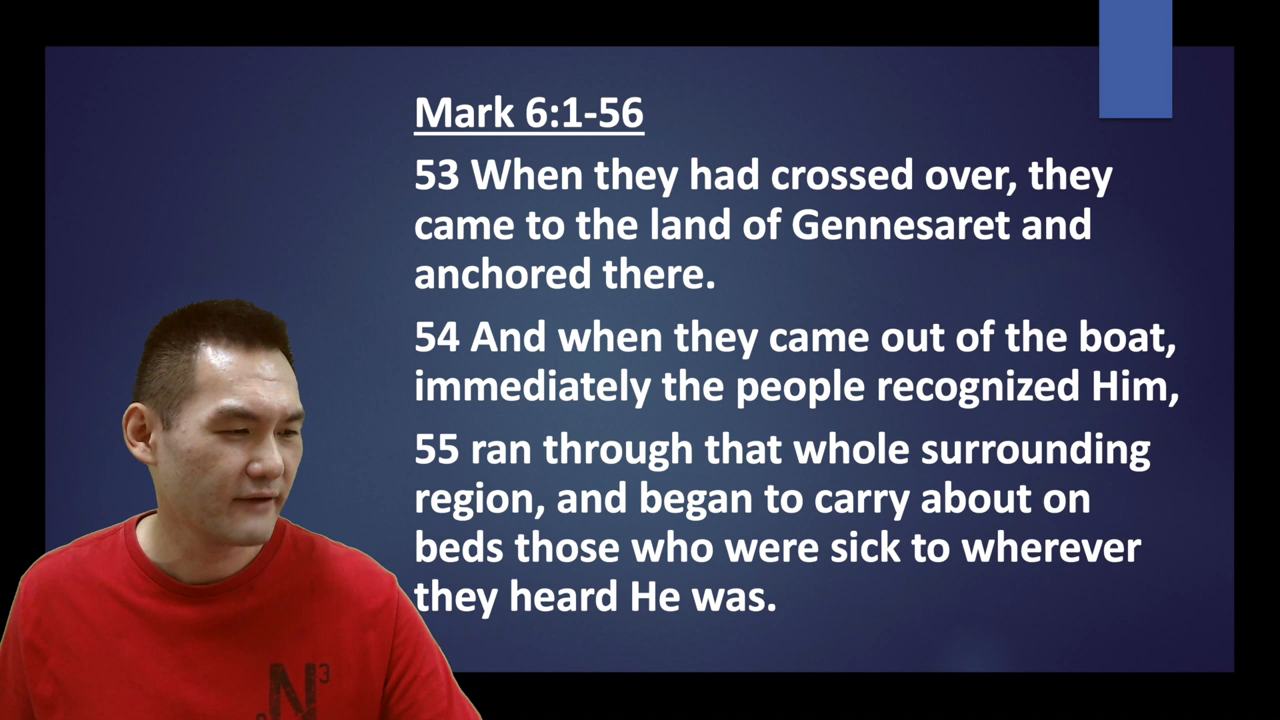 Mark 6:1-56
53 When they had crossed over, they
came to the land of Gennesaret and
anchored there.
54 And when they came out of the boat,
immediately the people recognized Him,
55 ran through that whole surrounding
region, and began to carry about on
beds those who were sick to wherever
they heard He was.
N3